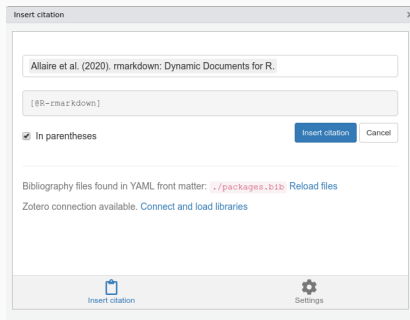 Insert citation
Allaire et al. (2020). rmarkdown: Dynamic Documents for R.
[@R-rmarkdown]
In parentheses
Insert citation Cancel
Bibliography files found in YAML front matter: ./packages.bib Reload files
Zotero connection available. Connect and load libraries
Insert citation Settings